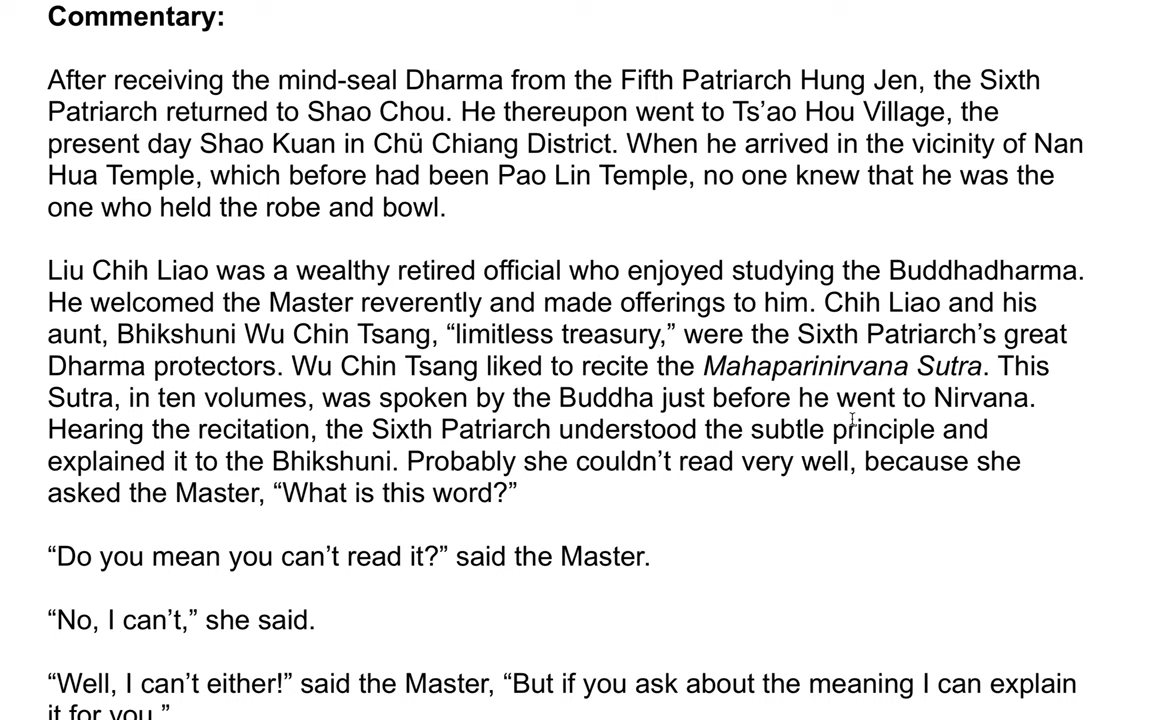 Commentary:
After receiving the mind-seal Dharma from the Fifth Patriarch Hung Jen, the Sixth
Patriarch returned to Shao Chou. He thereupon went to Ts’ao Hou Village, the
present day Shao Kuan in Chü Chiang District. When he arrived in the vicinity of Nan
Hua Temple, which before had been Pao Lin Temple, no one knew that he was the
one who held the robe and bowl.
Liu Chih Liao was a wealthy retired official who enjoyed studying the Buddhadharma.
He welcomed the Master reverently and made offerings to him. Chih Liao and his
aunt, Bhikshuni Wu Chin Tsang, “limitless treasury,” were the Sixth Patriarch’s great
Dharma protectors. Wu Chin Tsang liked to recite the Mahaparinirvana Sutra. This
Sutra, in ten volumes, was spoken by the Buddha just before he went to Nirvana.
Hearing the recitation, the Sixth Patriarch understood the subtle principle and
explained it to the Bhikshuni. Probably she couldn’t read very well, because she
asked the Master, “What is this word?”
“Do you mean you can’t read it?” said the Master.
“No, I can’t,” she said.
“Well, I can’t either!” said the Master, “But if you ask about the meaning I can explain
it for you.”